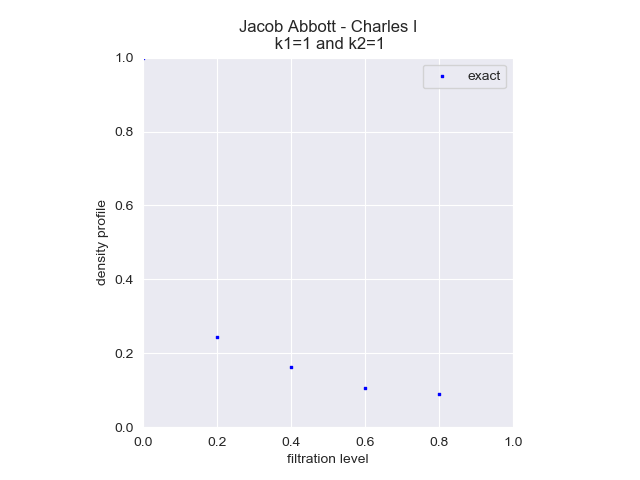 Jacob Abbott - Charles I
k1=1 and k2=1
exact
density profile
1.0
0.8
0.6
0.4
0.2
0.0
0.0 0.2 0.4 0.6 0.8 1.0
filtration level